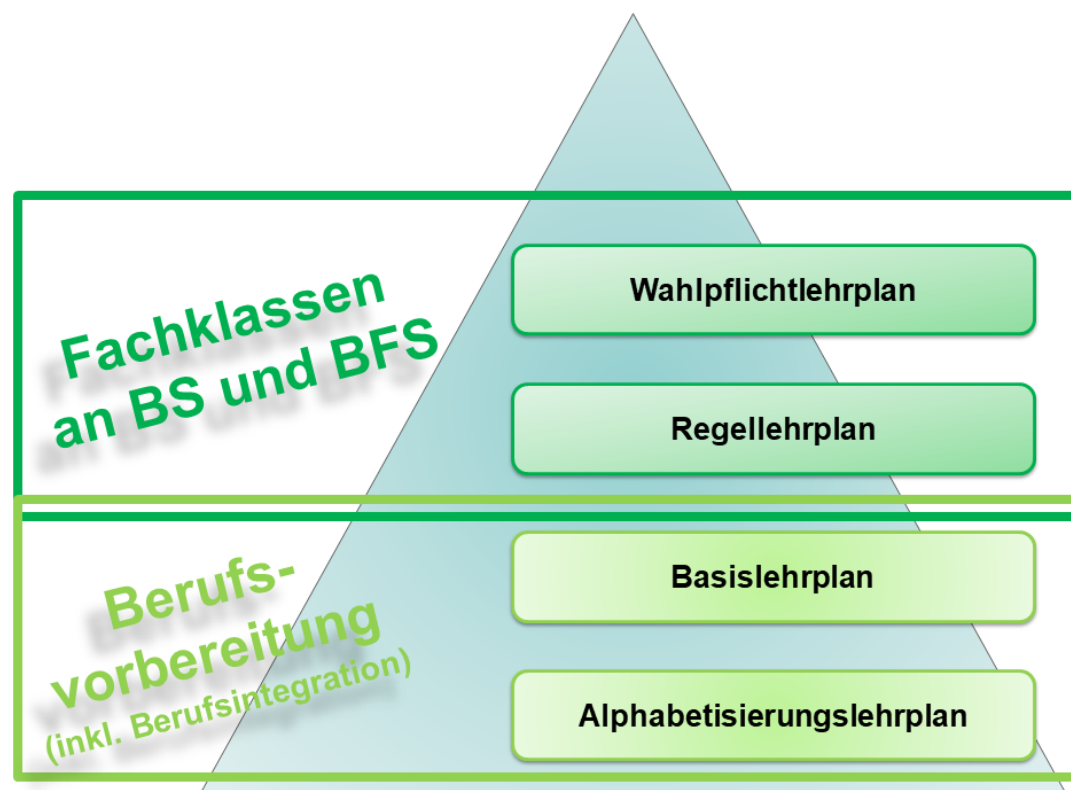 Fachklassen
an BS und BFS
Wahlpflichtlehrplan
Regellehrplan
Berufs-
vorbereitung
(inkl. Berufsintegration)
Basislehrplan
Alphabetisierungslehrplan